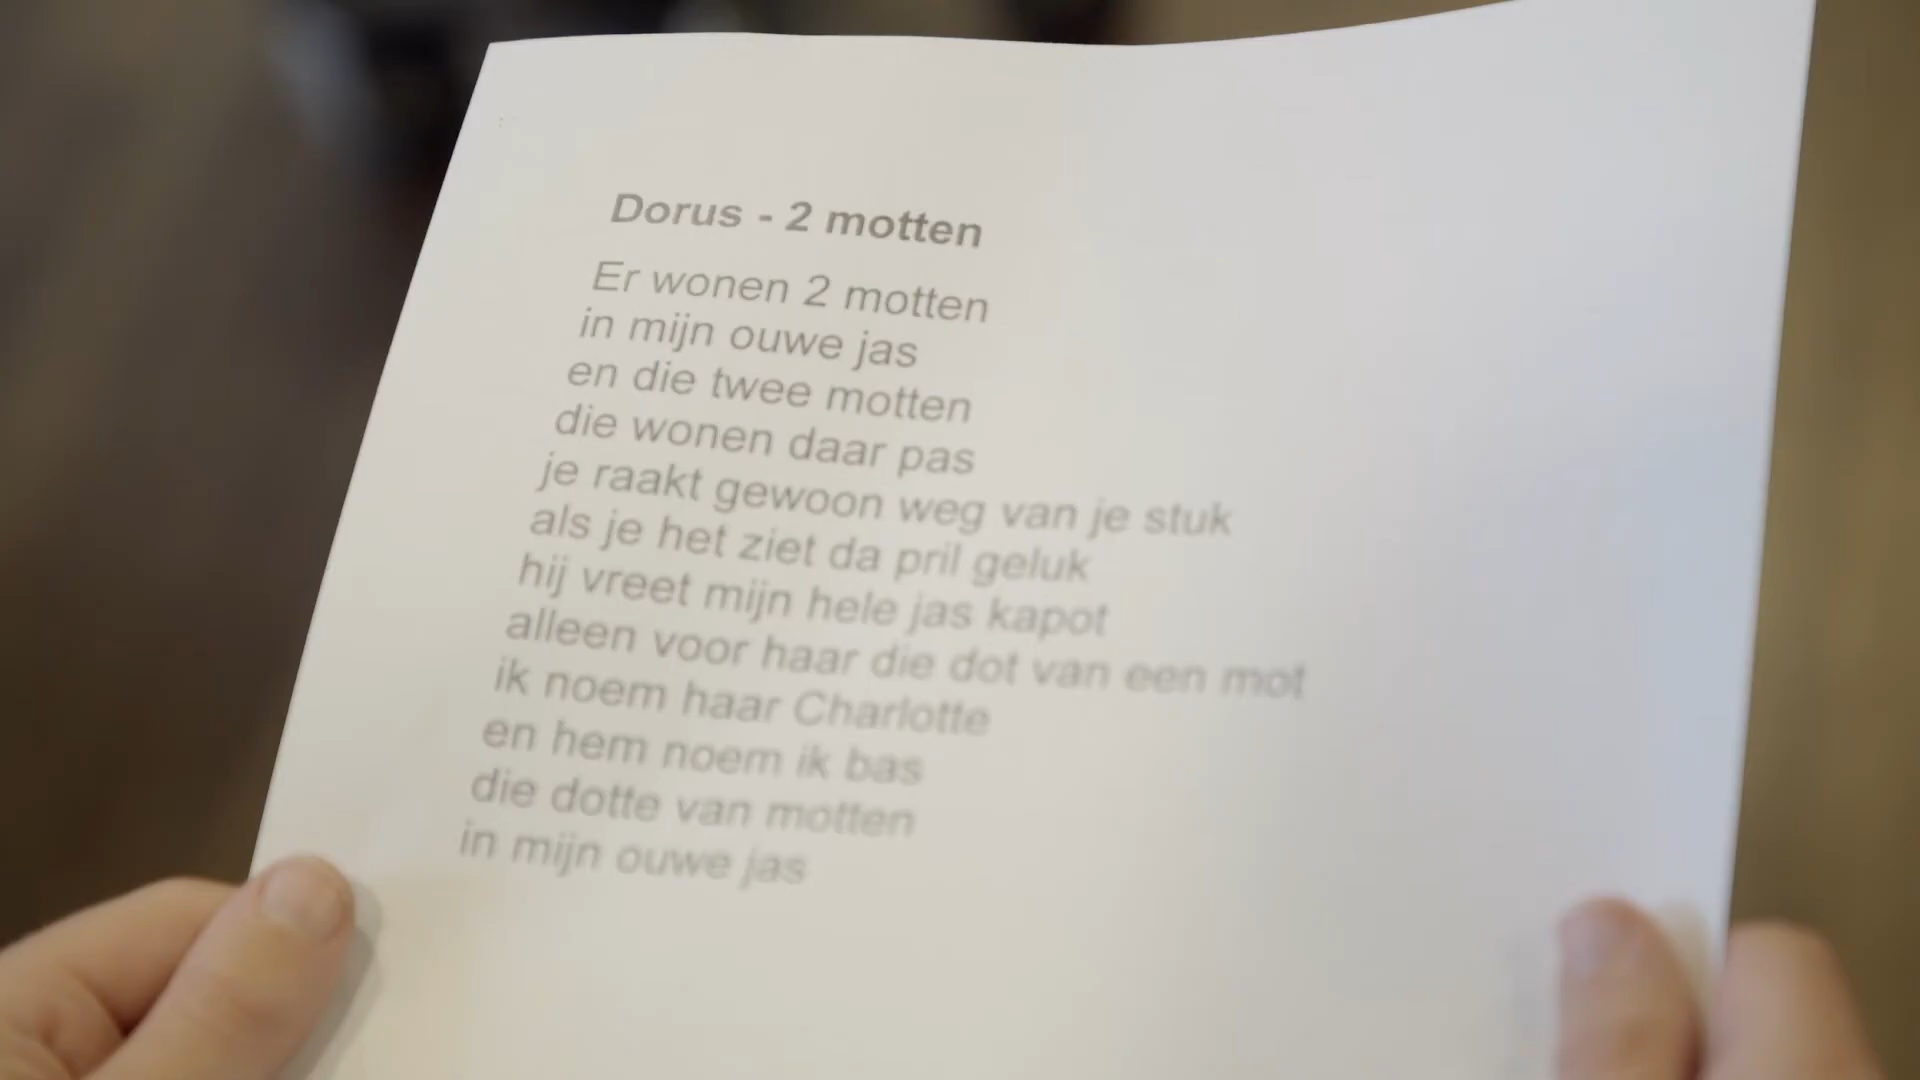 Dorus - 2 motten
Er wonen 2 motten
in mijn ouwe jas
en die twee motten
die wonen daar pas
je raakt gewoon weg van je stuk
als je het ziet da pril geluk
hij vreet mijn hele jas kapot
alleen voor haar die dot van een mot
ik noem haar Charlotte
en hem noem ik bas
die dotte van motten
in mijn ouwe jas